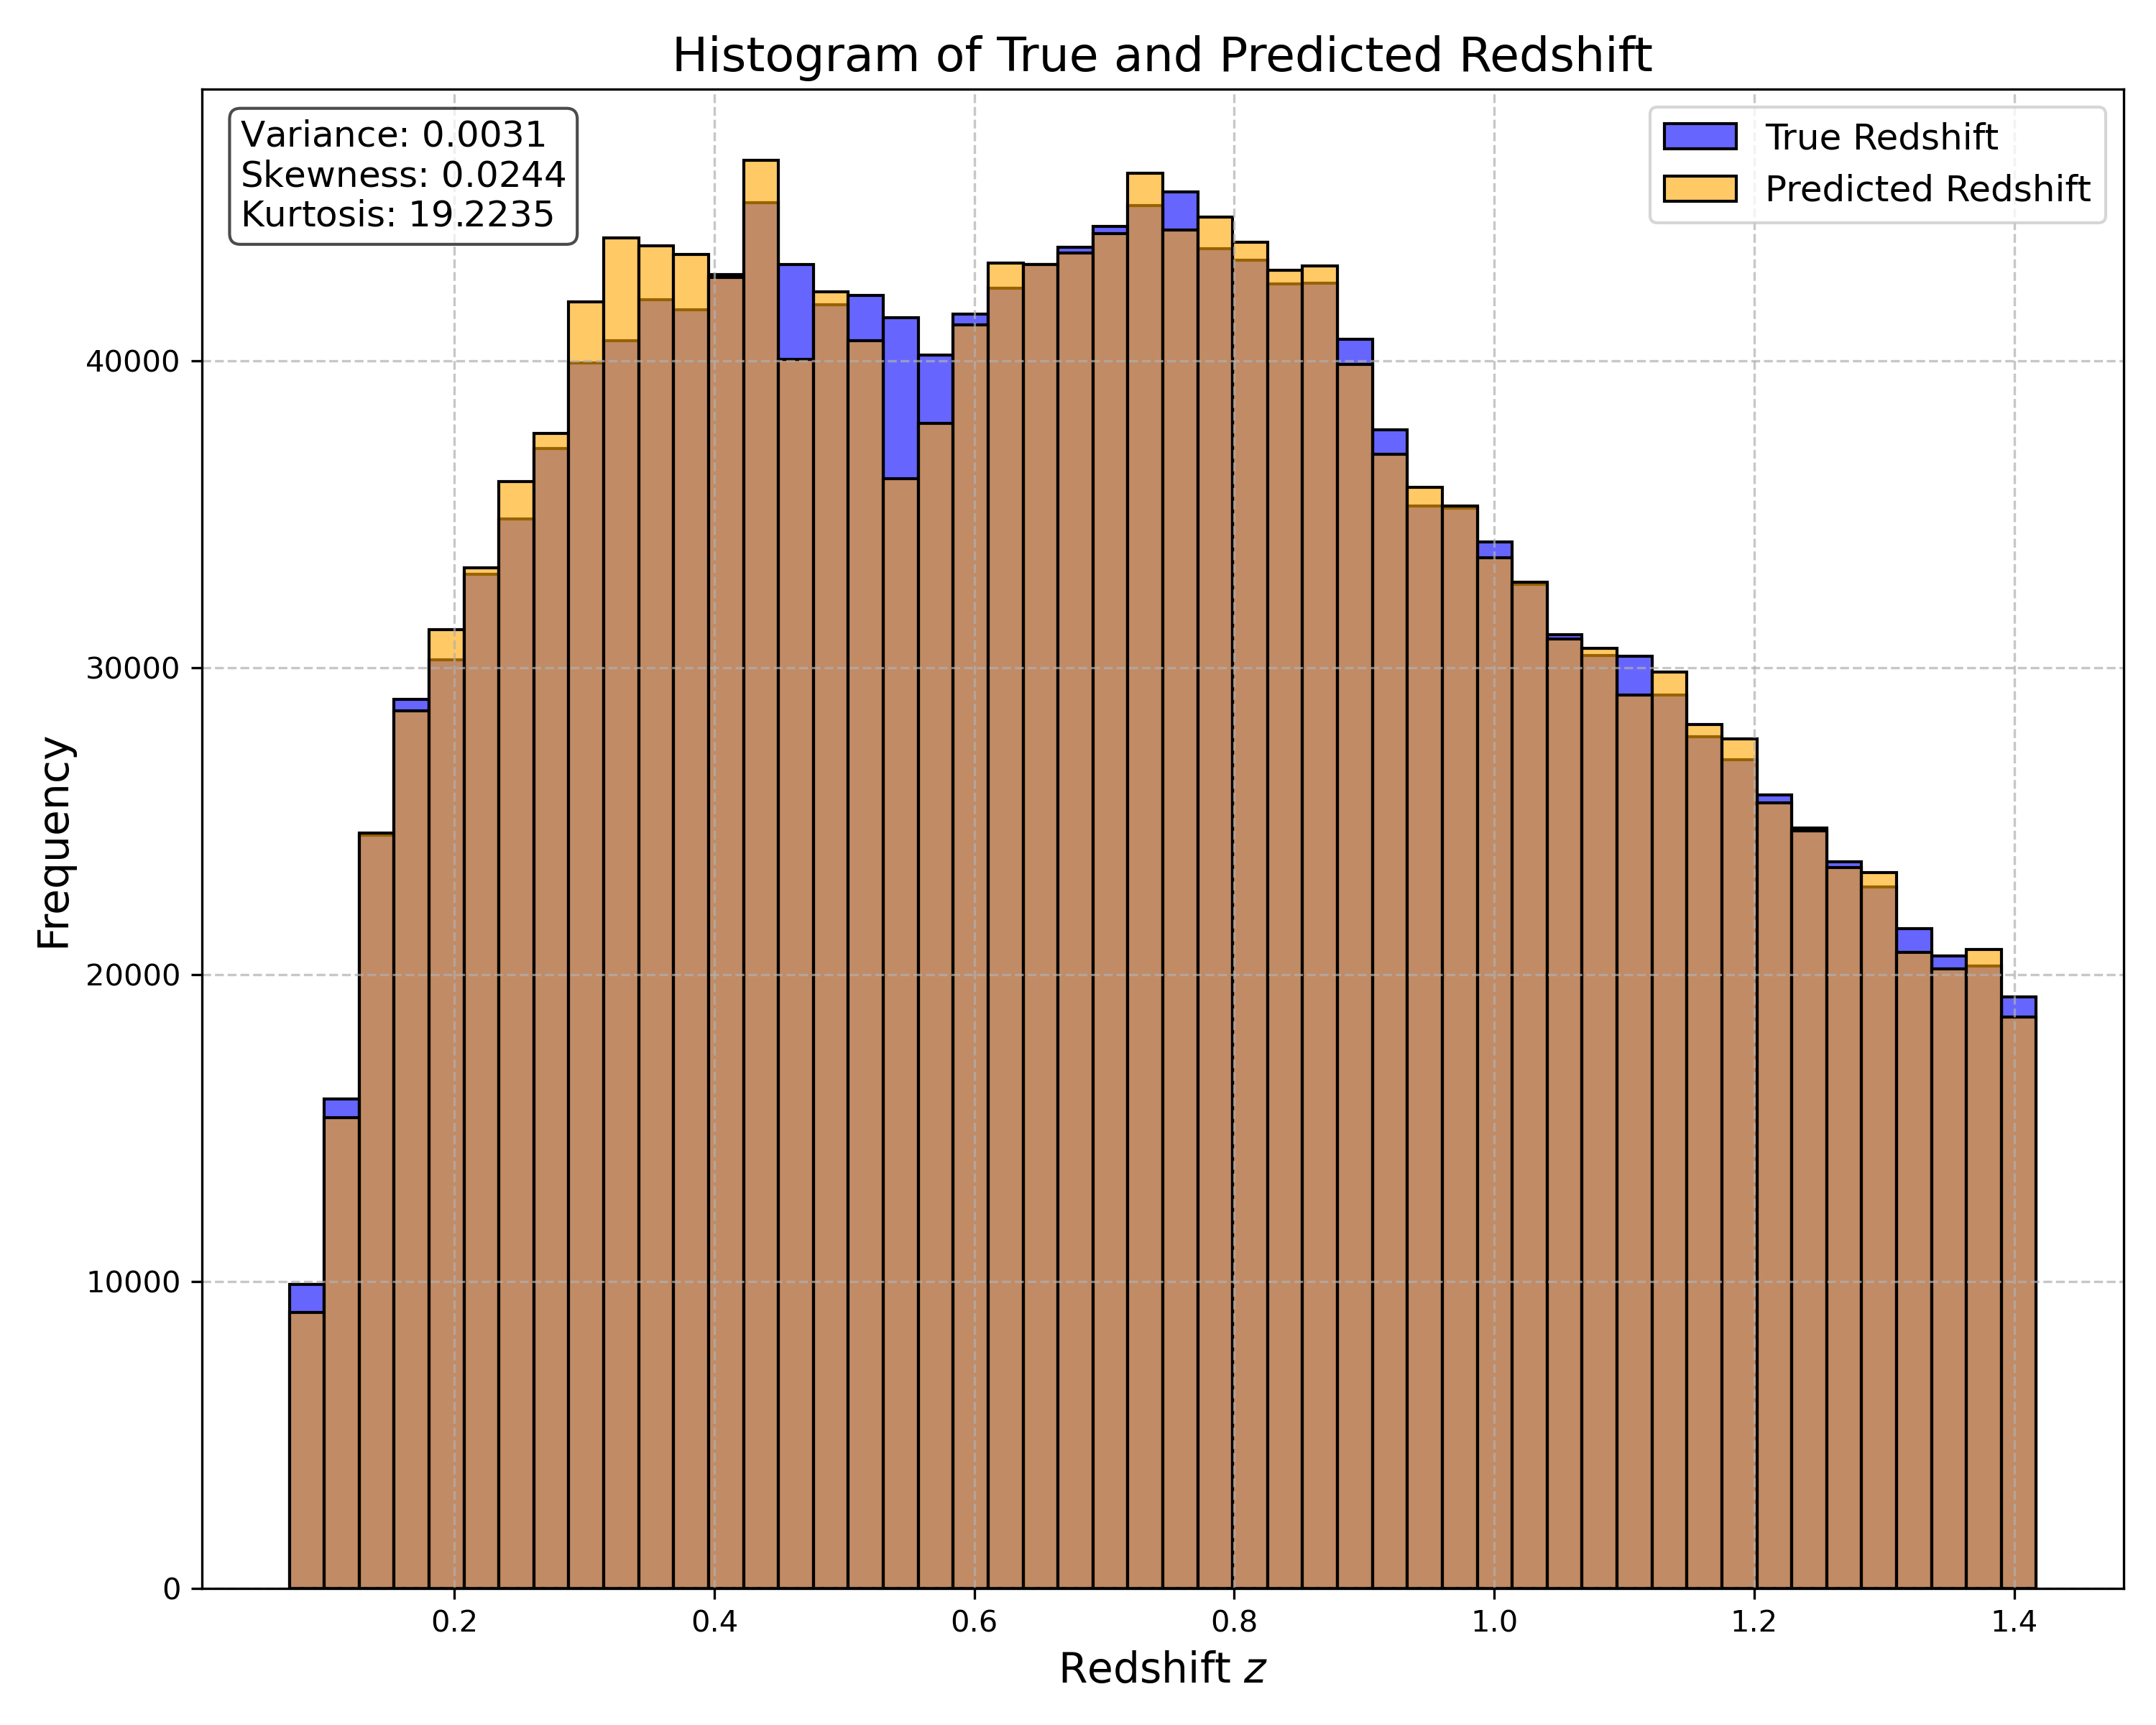 Histogram of True and Predicted Redshift
Variance: 0.0031
Skewness: 0.0244
Kurtosis: 19.2235
True Redshift
Predicted Redshift
Frequency
40000
30000
20000
10000
0
0.2 0.4 0.6 0.8 1.0 1.2 1.4
Redshift z